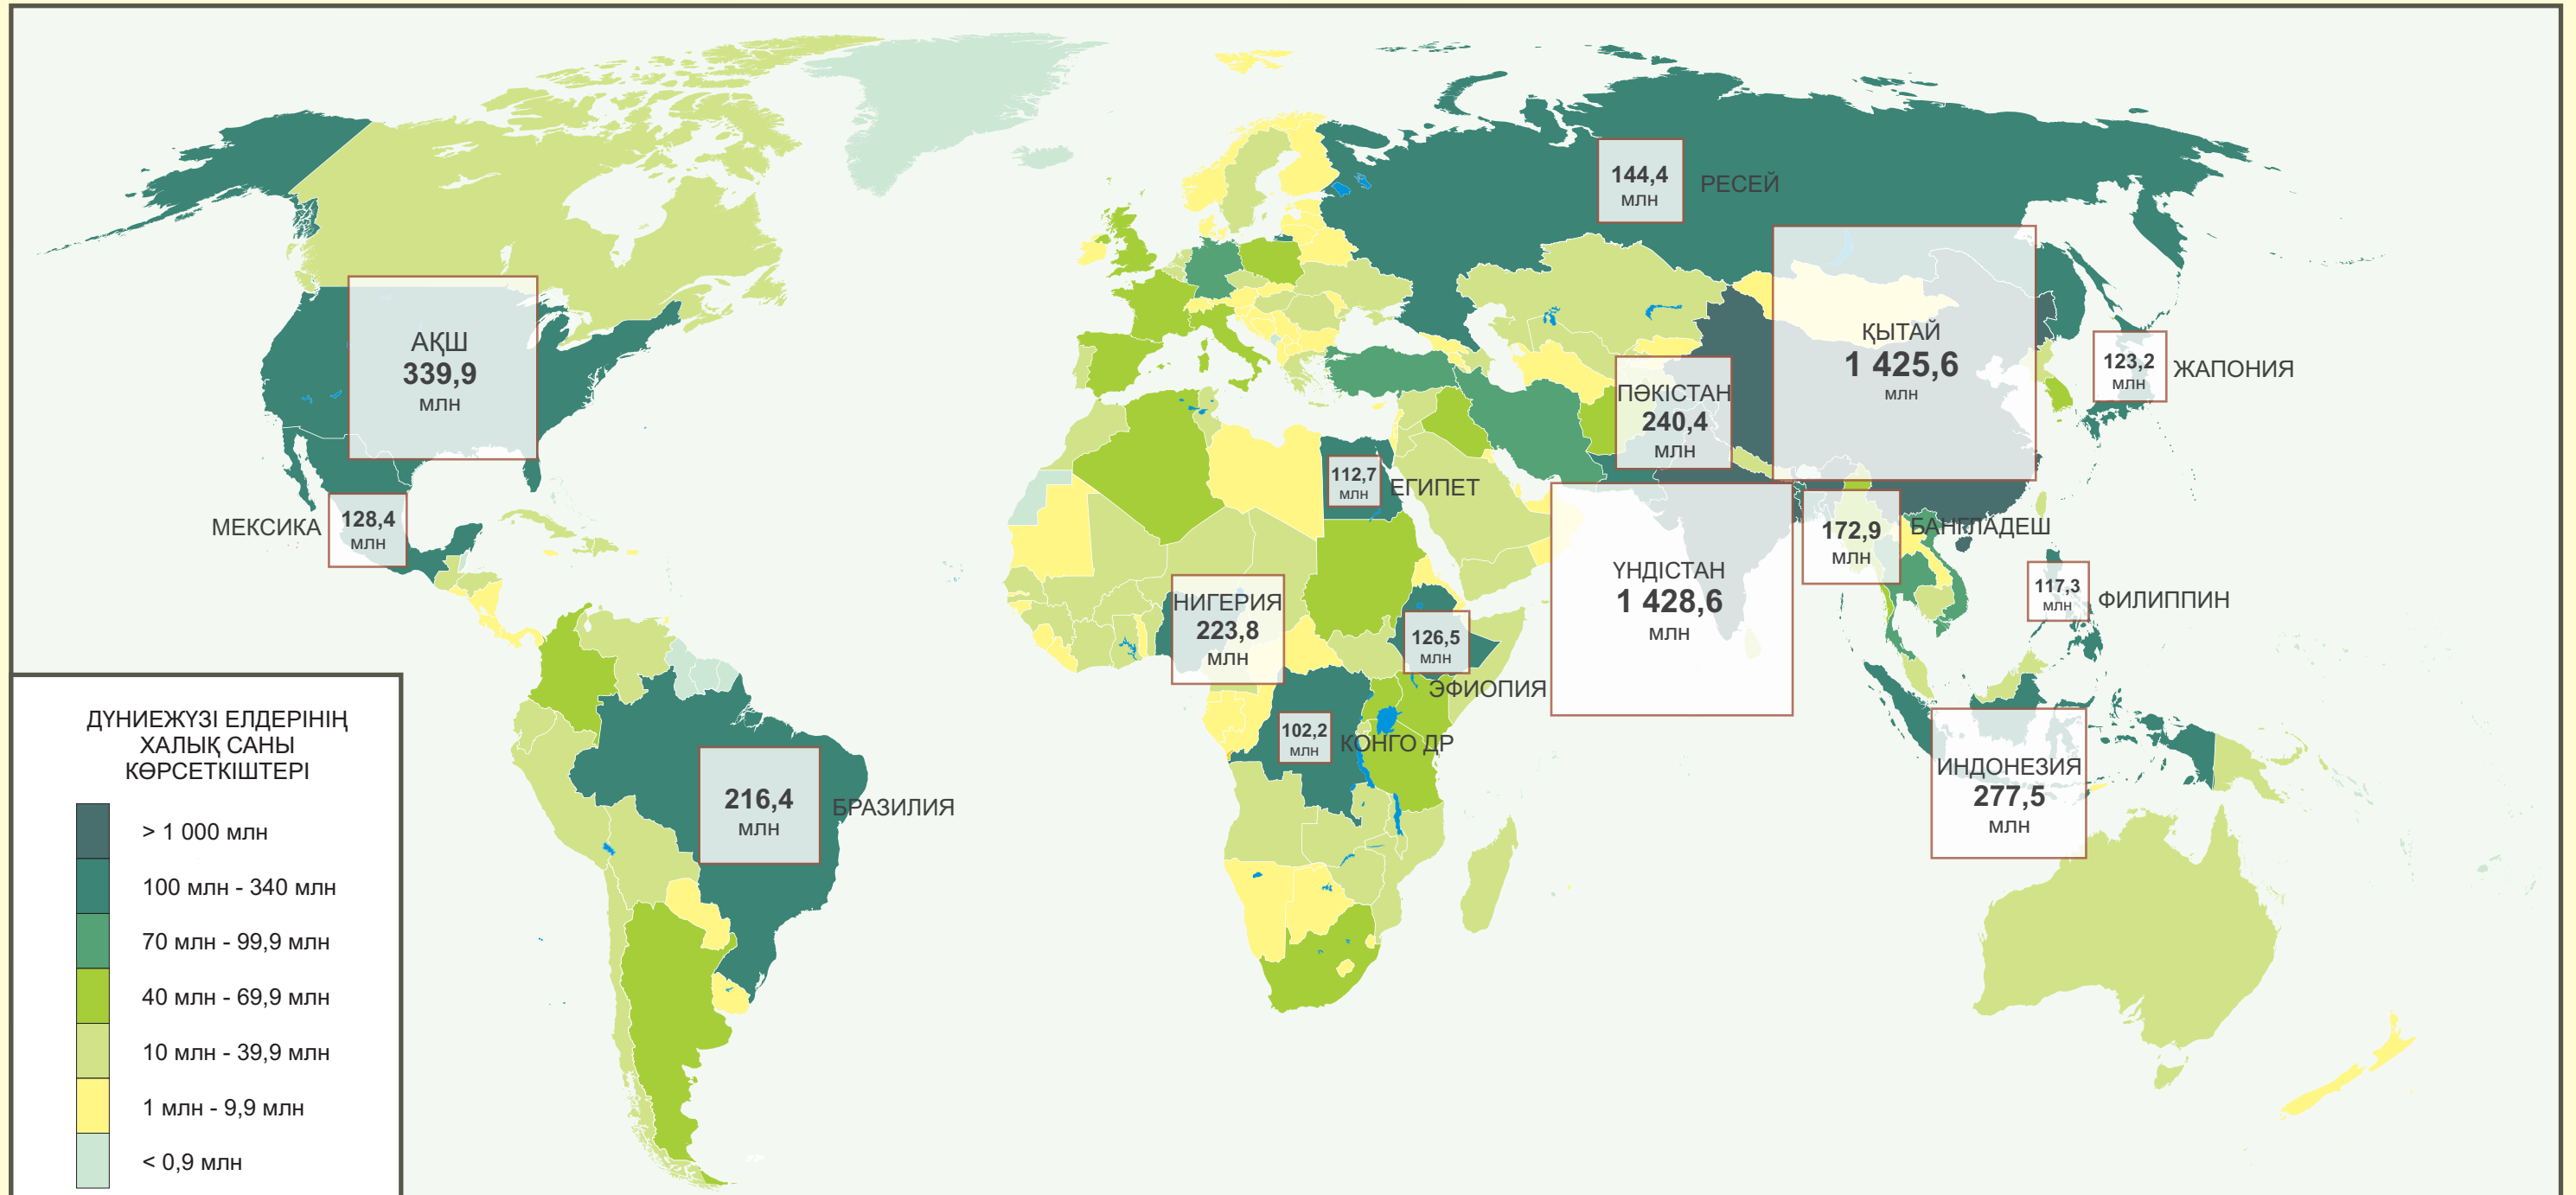 144,4
млн
РЕСЕЙ
АҚШ
339,9
млн
ҚЫТАЙ
1 425,6
млн
123,2
млн
ЖАПОНИЯ
ПӘКІСТАН
240,4
млн
112,7
млн
ЕГИПЕТ
МЕКСИКА
128,4
млн
172,9
млн
БАНГЛАДЕШ
ҮНДІСТАН
1 428,6
млн
117,3
млн
ФИЛИППИН
НИГЕРИЯ
223,8
млн
126,5
млн
ЭФИОПИЯ
102,2
млн
КОНГО ДР
216,4
млн
БРАЗИЛИЯ
ИНДОНЕЗИЯ
277,5
млн
ДҮНИЕЖҮЗІ ЕЛДЕРІНІҢ
ХАЛЫҚ САНЫ
КӨРСЕТКІШТЕРІ
> 1 000 млн
100 млн - 340 млн
70 млн - 99,9 млн
40 млн - 69,9 млн
10 млн - 39,9 млн
1 млн - 9,9 млн
< 0,9 млн